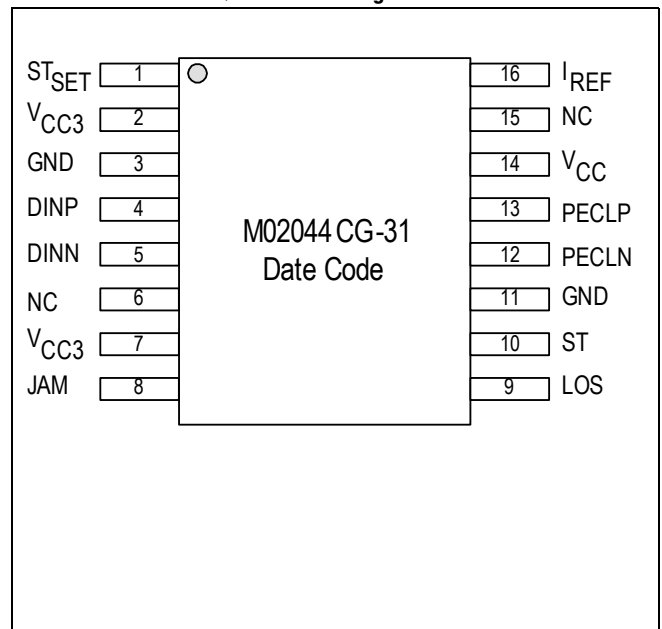 ST_SET 1
V_CC3 2
GND 3
DINP 4
DINN 5
NC 6
V_CC3 7
JAM 8
M02044 CG-31
Date Code
16 I_REF
15 NC
14 V_CC
13 PECLP
12 PECLN
11 GND
10 ST
9 LOS